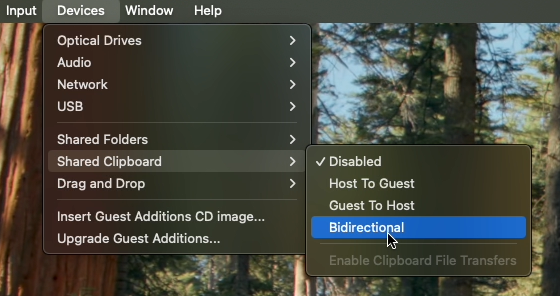 Input Devices Window Help
Optical Drives
Audio
Network
USB
Shared Folders
Shared Clipboard
Drag and Drop
Insert Guest Additions CD image...
Upgrade Guest Additions...
Disabled
Host To Guest
Guest To Host
Bidirectional
Enable Clipboard File Transfers